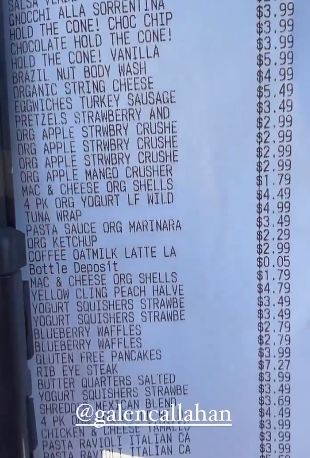 SALSA
GNOCCHI ALLA SORRENTINA
HOLD THE CONE! CHOC CHIP $3.99
CHOCOLATE HOLD THE CONE! $3.99
HOLD THE CONE! VANILLA $3.99
BRAZIL NUT BODY WASH $5.99
ORGANIC STRING CHEESE $4.99
EGGWICHES TURKEY SAUSAGE $5.49
PRETZELS STRAWBERRY AND $3.49
ORG APPLE STRWBRY CRUSHE $2.99
ORG APPLE STRWBRY CRUSHE $2.99
ORG APPLE STRWBRY CRUSHE $2.99
ORG APPLE MANGO CRUSHER $2.99
MAC & CHEESE ORG SHELLS $1.79
4 PK ORG YOGURT LF WILD $4.49
TUNA WRAP $4.99
PASTA SAUCE ORG MARINARA $3.49
ORG KETCHUP $2.29
COFFEE OATMILK LATTE LA $2.99
Bottle Deposit $0.05
MAC & CHEESE ORG SHELLS $1.79
YELLOW CLING PEACH HALVE $4.79
YOGURT SQUISHERS STRAWBE $3.49
YOGURT SQUISHERS STRAWBE $3.49
BLUEBERRY WAFFLES $2.79
BLUEBERRY WAFFLES $2.79
GLUTEN FREE PANCAKES $3.99
RIB EYE STEAK $7.27
BUTTER QUARTERS SALTED $3.99
YOGURT SQUISHERS STRAWBE $3.49
MEXICAN BLEND $3.69
4 PK $4.49
@galencallahan
CHICKEN & CHEESE $3.99
PASTA RAVIOLI ITALIAN CA $3.99
PASTA ITALIAN CA $3.99